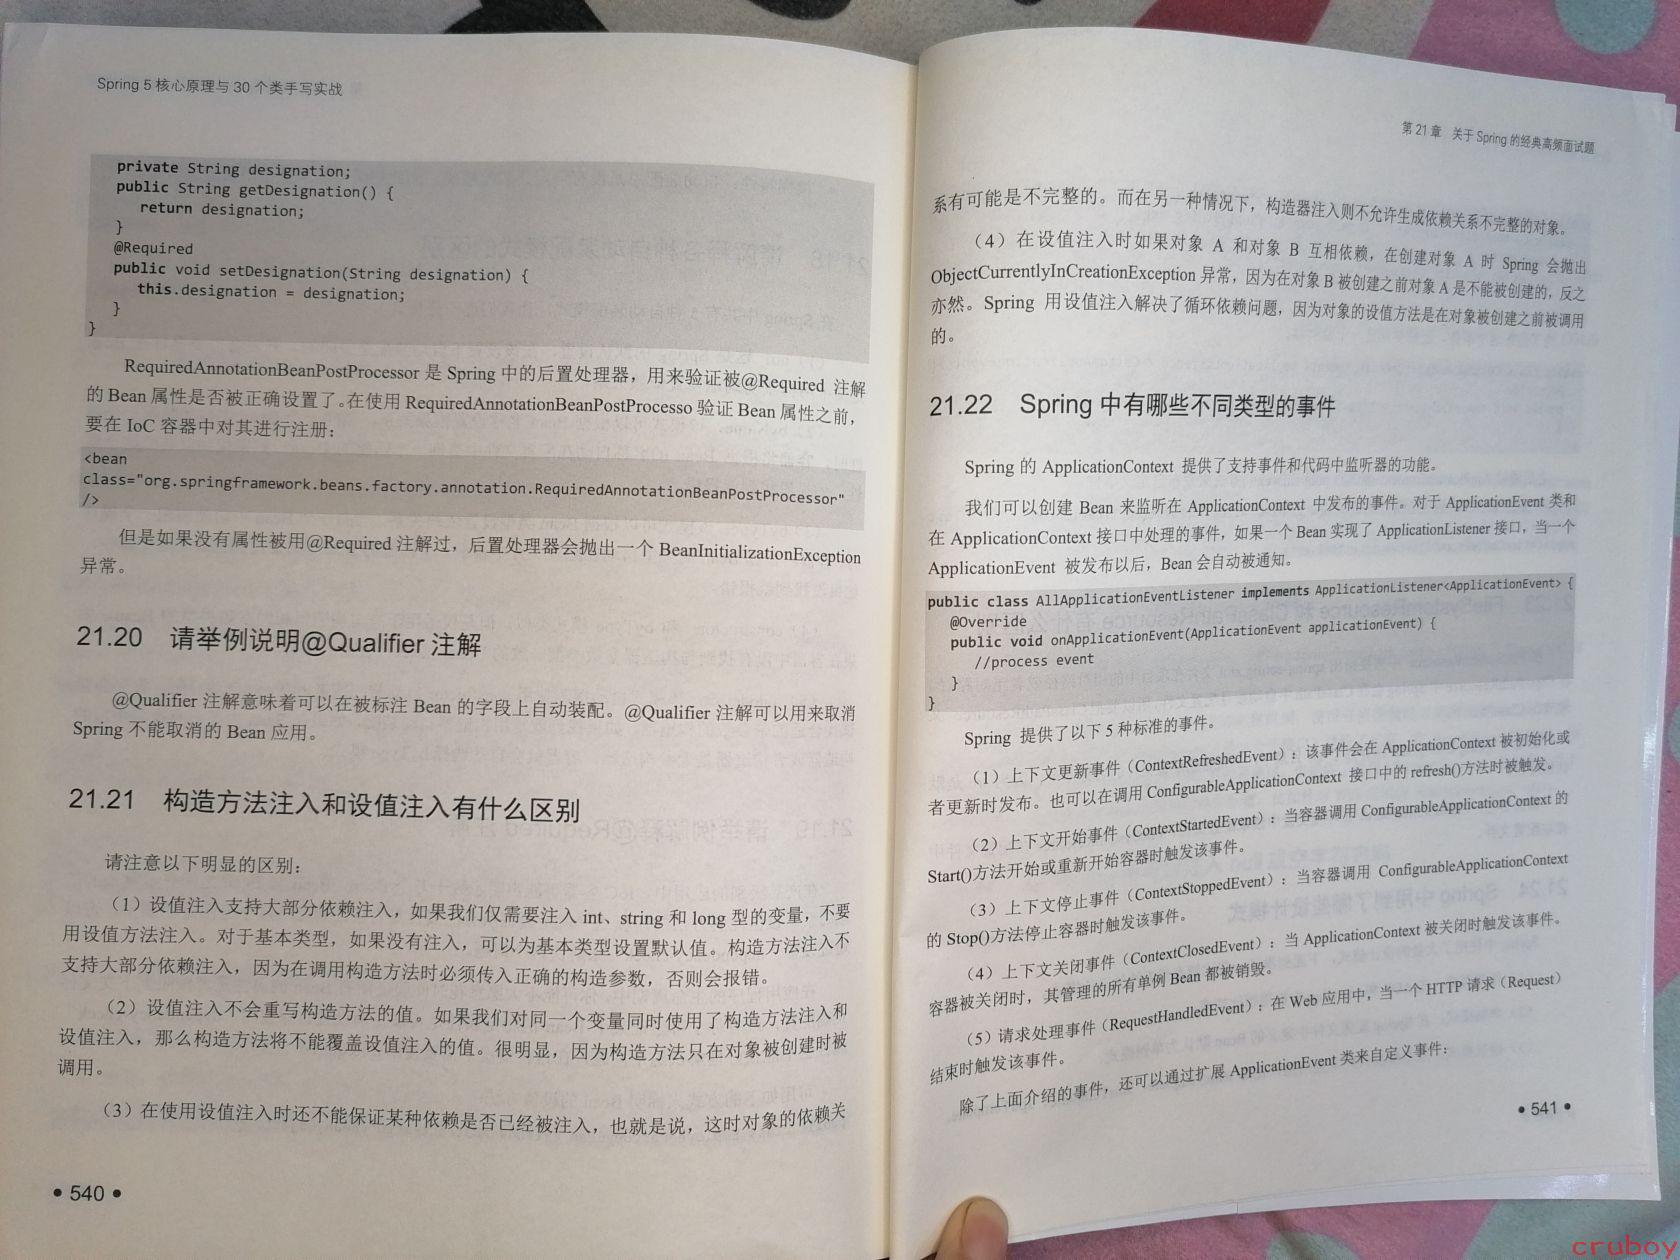 Spring 5 核心原理与 30 个类手写实战
private String designation;
public String getDesignation() {
return designation;
}
@Required
public void setDesignation(String designation) {
this.designation = designation;
}
}
RequiredAnnotationBeanPostProcessor 是 Spring 中的后置处理器，用来验证被@Required 注解
的 Bean 属性是否被正确设置了。在使用 RequiredAnnotationBeanPostProcesso 验证 Bean 属性之前，
要在 IoC 容器中对其进行注册：
<bean
class="org.springframework.beans.factory.annotation.RequiredAnnotationBeanPostProcessor"
/>
但是如果没有属性被用@Required 注解过，后置处理器会抛出一个 BeanInitializationException
异常。
21.20 请举例说明@Qualifier 注解
@Qualifier 注解意味着可以在被标注 Bean 的字段上自动装配。@Qualifier 注解可以用来取消
Spring 不能取消的 Bean 应用。
21.21 构造方法注入和设值注入有什么区别
请注意以下明显的区别：
（1）设值注入支持大部分依赖注入，如果我们仅需要注入 int、string 和 long 型的变量，不要
用设值方法注入。对于基本类型，如果没有注入，可以为基本类型设置默认值。构造方法注入不
支持大部分依赖注入，因为在调用构造方法时必须传入正确的构造参数，否则会报错。
（2）设值注入不会重写构造方法的值。如果我们对同一个变量同时使用了构造方法注入和
设值注入，那么构造方法将不能覆盖设值注入的值。很明显，因为构造方法只在对象被创建时被
调用。
（3）在使用设值注入时还不能保证某种依赖是否已经被注入，也就是说，这时对象的依赖关
• 540 •
第 21 章 关于 Spring 的经典高频面试题
系有可能是不完整的。而在另一种情况下，构造器注入则不允许生成依赖关系不完整的对象。
（4）在设值注入时如果对象 A 和对象 B 互相依赖，在创建对象 A 时 Spring 会抛出
ObjectCurrentlyInCreationException 异常，因为在对象 B 被创建之前对象 A 是不能被创建的，反之
亦然。Spring 用设值注入解决了循环依赖问题，因为对象的设值方法是在对象被创建之前被调用
的。
21.22 Spring 中有哪些不同类型的事件
Spring 的 ApplicationContext 提供了支持事件和代码中监听器的功能。
我们可以创建 Bean 来监听在 ApplicationContext 中发布的事件。对于 ApplicationEvent 类和
在 ApplicationContext 接口中处理的事件，如果一个 Bean 实现了 ApplicationListener 接口，当一个
ApplicationEvent 被发布以后，Bean 会自动被通知。
public class AllApplicationEventListener implements ApplicationListener<ApplicationEvent> {
@Override
public void onApplicationEvent(ApplicationEvent applicationEvent) {
//process event
}
}
Spring 提供了以下 5 种标准的事件。
（1）上下文更新事件（ContextRefreshedEvent）：该事件会在 ApplicationContext 被初始化或
者更新时发布。也可以在调用 ConfigurableApplicationContext 接口中的 refresh()方法时被触发。
（2）上下文开始事件（ContextStartedEvent）：当容器调用 ConfigurableApplicationContext 的
Start()方法开始或重新开始容器时触发该事件。
（3）上下文停止事件（ContextStoppedEvent）：当容器调用 ConfigurableApplicationContext
的 Stop()方法停止容器时触发该事件。
（4）上下文关闭事件（ContextClosedEvent）：当 ApplicationContext 被关闭时触发该事件。
容器被关闭时，其管理的所有单例 Bean 都被销毁。
（5）请求处理事件（RequestHandledEvent）：在 Web 应用中，当一个 HTTP 请求（Request）
结束时触发该事件。
除了上面介绍的事件，还可以通过扩展 ApplicationEvent 类来自定义事件：
• 541 •
cruboy